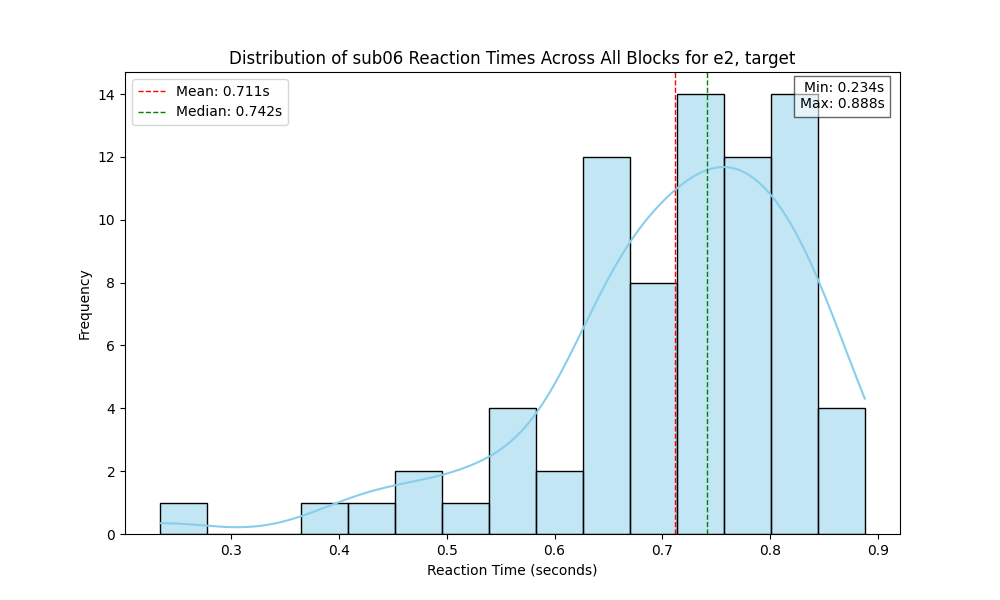 Distribution of sub06 Reaction Times Across All Blocks for e2, target
Mean: 0.711s
Median: 0.742s
Min: 0.234s
Max: 0.888s
14
12
10
8
6
4
2
0
Frequency
0.3 0.4 0.5 0.6 0.7 0.8 0.9
Reaction Time (seconds)